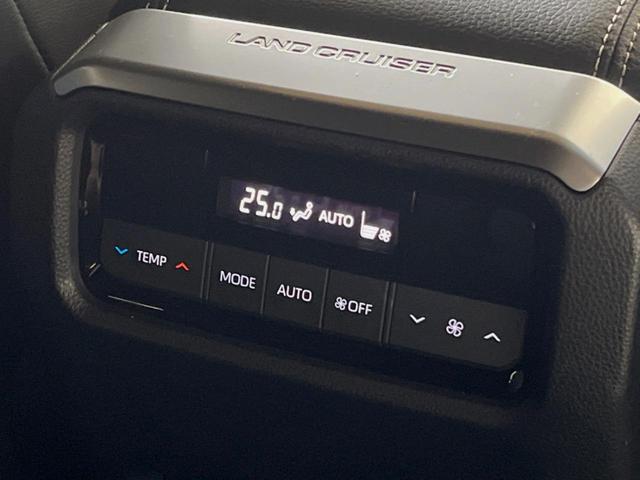 LAND CRUISER
25.0 AUTO
TEMP MODE AUTO OFF